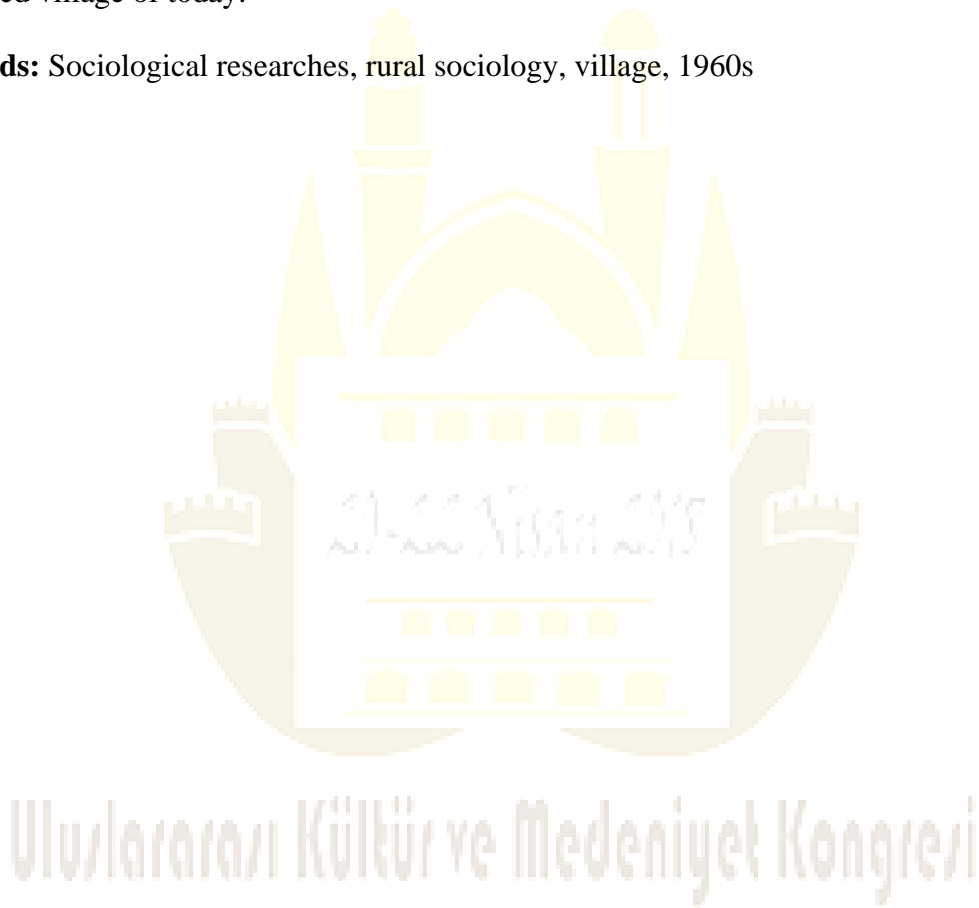 ed village of today.
ds: Sociological researches, rural sociology, village, 1960s
Uluslararası Kültür ve Medeniyet Kongresi